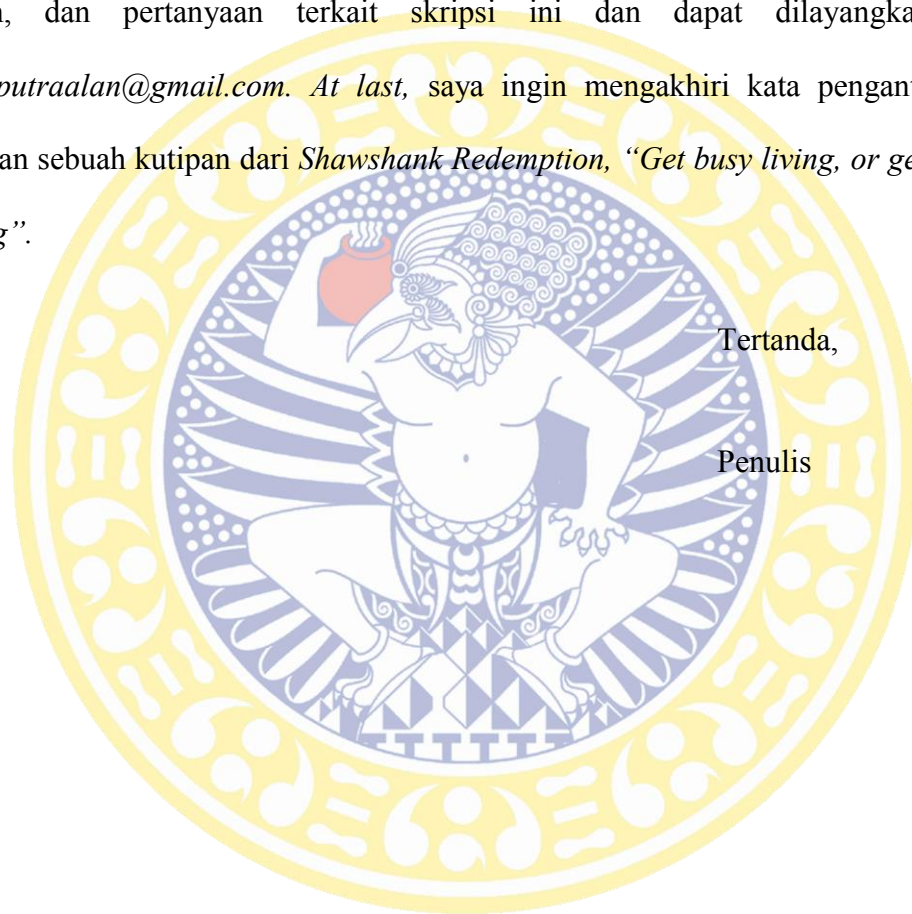 , dan pertanyaan terkait skripsi ini dan dapat dilayangka
putraalan@gmail.com. At last, saya ingin mengakhiri kata pengant
an sebuah kutipan dari Shawshank Redemption, “Get busy living, or ge
g”.
Tertanda,
Penulis